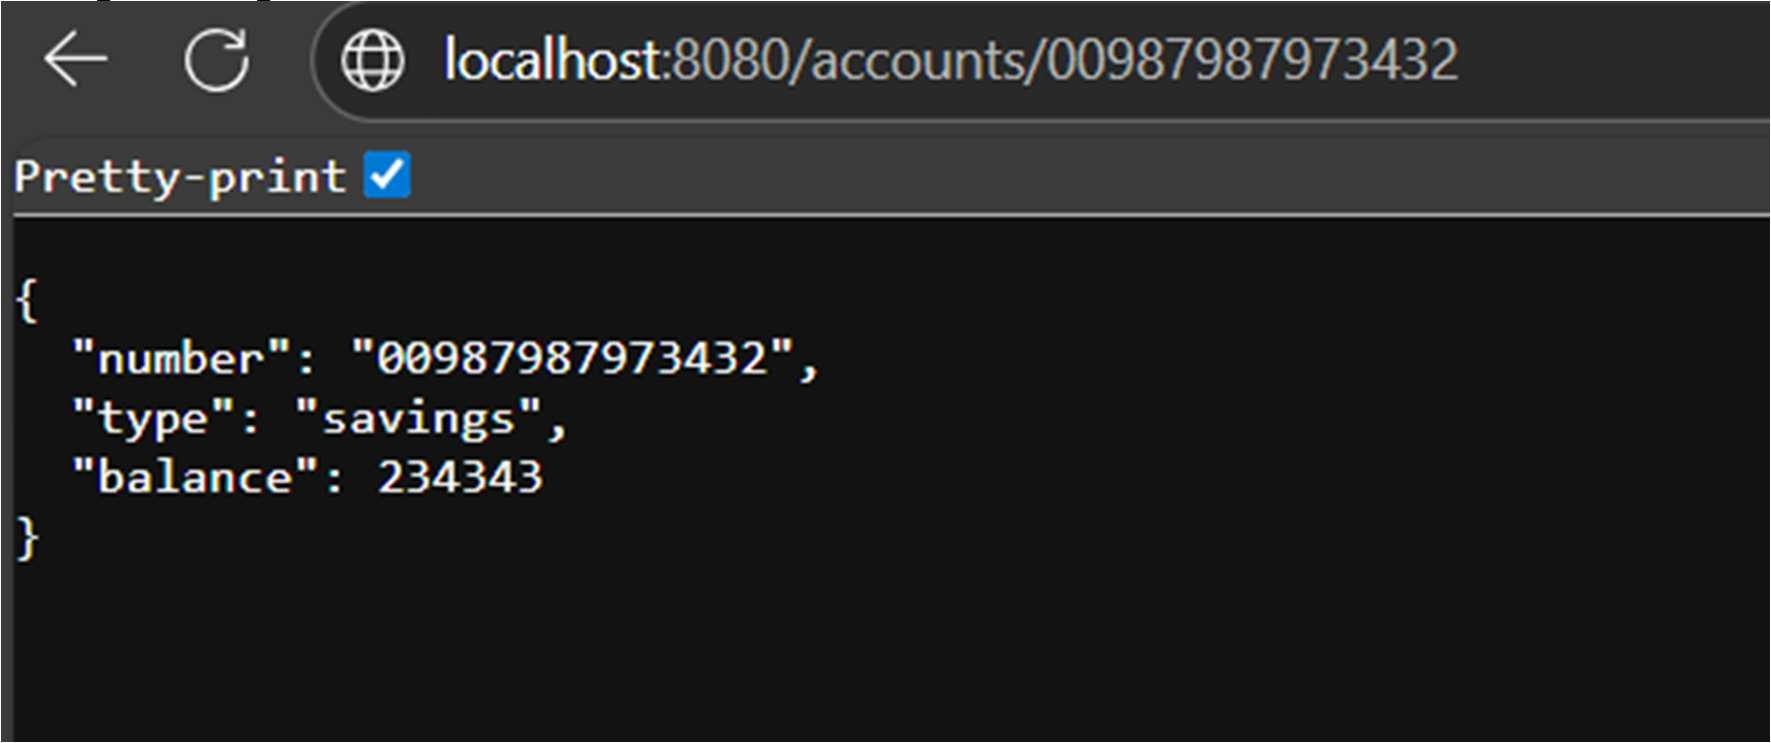 localhost:8080/accounts/00987987973432
Pretty-print
{
"number": "00987987973432",
"type": "savings",
"balance": 234343
}